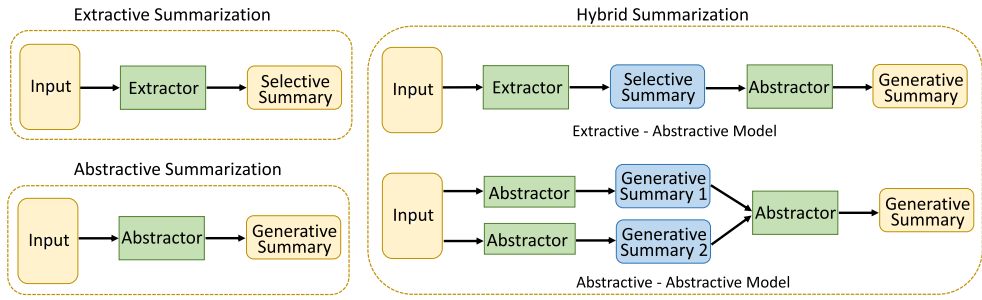 Extractive Summarization
Input
Extractor
Selective
Summary
Abstractive Summarization
Input
Abstractor
Generative
Summary
Hybrid Summarization
Input
Extractor
Selective
Summary
Abstractor
Generative
Summary
Extractive - Abstractive Model
Input
Abstractor
Generative
Summary 1
Abstractor
Generative
Summary 2
Abstractor
Generative
Summary
Abstractive - Abstractive Model